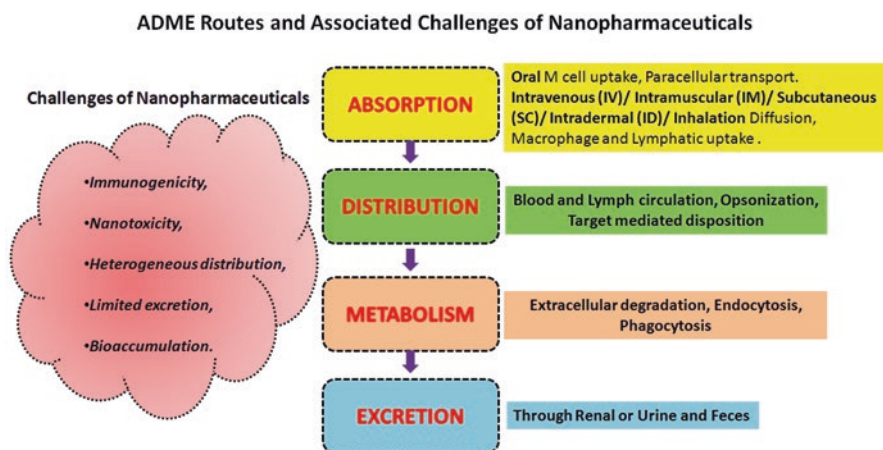 ADME Routes and Associated Challenges of Nanopharmaceuticals
Challenges of Nanopharmaceuticals
•Immunogenicity,
•Nanotoxicity,
•Heterogeneous distribution,
•Limited excretion,
•Bioaccumulation.
ABSORPTION
Oral M cell uptake, Paracellular transport.
Intravenous (IV)/ Intramuscular (IM)/ Subcutaneous
(SC)/ Intradermal (ID)/ Inhalation Diffusion,
Macrophage and Lymphatic uptake .
DISTRIBUTION
Blood and Lymph circulation, Opsonization,
Target mediated disposition
METABOLISM
Extracellular degradation, Endocytosis,
Phagocytosis
EXCRETION
Through Renal or Urine and Feces